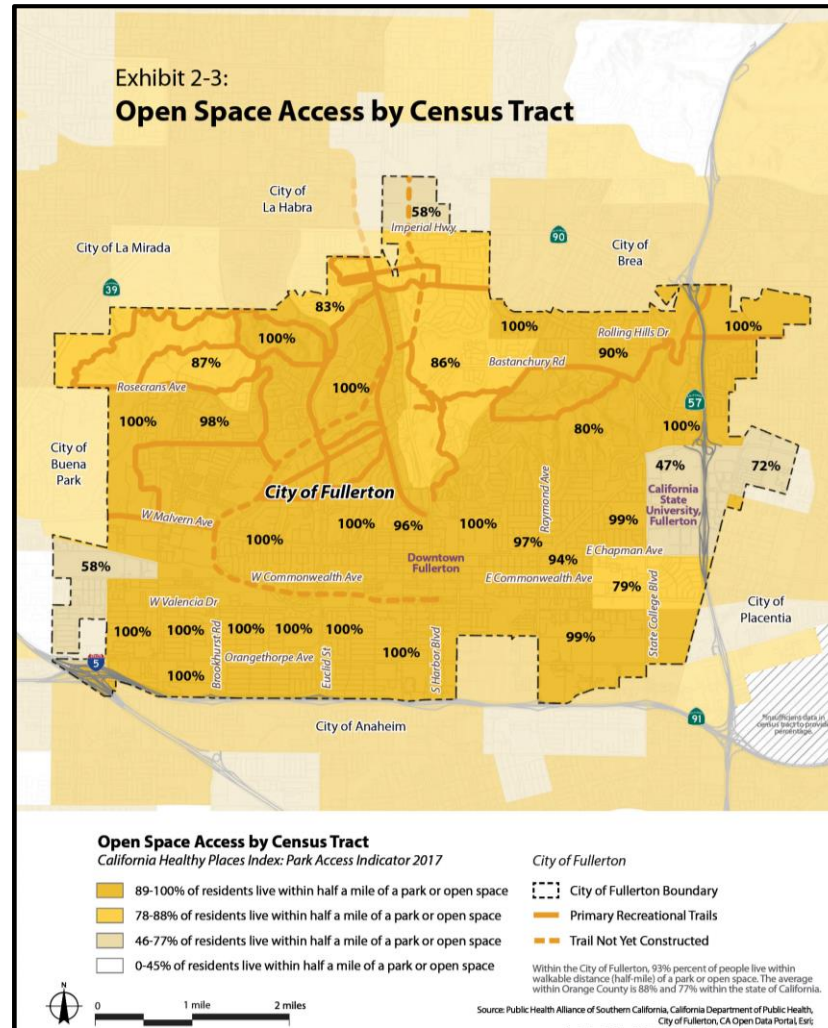 Exhibit 2-3:
Open Space Access by Census Tract
City of
La Habra
58%
Imperial Hwy
90
City of La Mirada
City of
Brea
39
83%
100%
100%
Rolling Hills Dr
100%
90%
87%
86%
Bastanchury Rd
Rosecrans Ave
100%
57
100%
98%
80%
100%
City of
Buena
Park
47%
72%
City of Fullerton
California
State
University,
Fullerton
Raymond Ave
W Malvern Ave
100%
96%
100%
99%
100%
97%
94%
E Chapman Ave
Downtown
Fullerton
58%
W Commonwealth Ave
E Commonwealth Ave
79%
W Valencia Dr
State College Blvd
City of
Placentia
100%
100%
100%
100%
100%
Brookhurst Rd
Orangethorpe Ave
Euclid St
100%
S Harbor Blvd
99%
5
100%
City of Anaheim
91
*Insufficient data in
census tract to provide
percentage.
Open Space Access by Census Tract
California Healthy Places Index: Park Access Indicator 2017
89-100% of residents live within half a mile of a park or open space
78-88% of residents live within half a mile of a park or open space
46-77% of residents live within half a mile of a park or open space
0-45% of residents live within half a mile of a park or open space
City of Fullerton
City of Fullerton Boundary
Primary Recreational Trails
Trail Not Yet Constructed
Within the City of Fullerton, 93% percent of people live within
walkable distance (half-mile) of a park or open space. The average
within Orange County is 88% and 77% within the state of California.
N
0
1 mile
2 miles
Source: Public Health Alliance of Southern California, California Department of Public Health,
City of Fullerton, CA Open Data Portal, Esri;